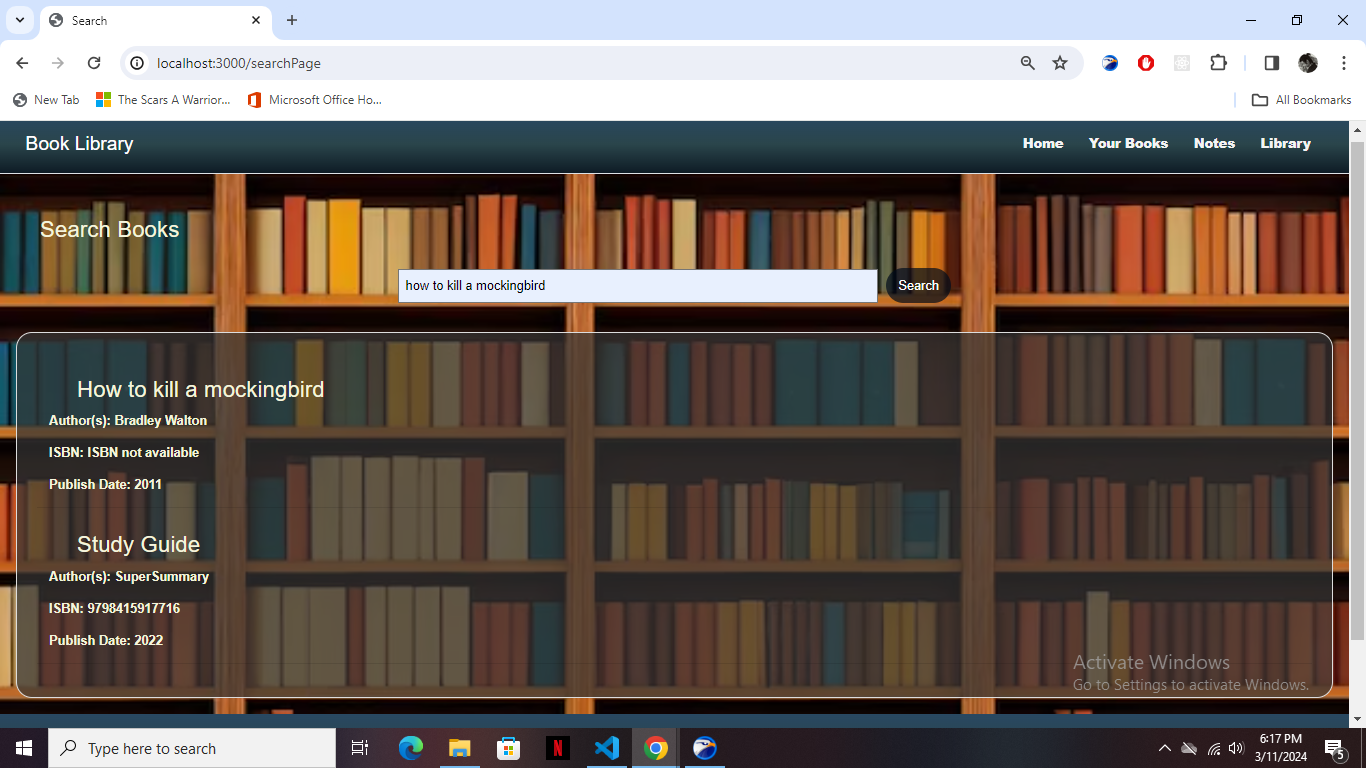 Search
localhost:3000/searchPage
New Tab
The Scars A Warrior...
Microsoft Office Ho...
All Bookmarks
Book Library
Home
Your Books
Notes
Library
Search Books
how to kill a mockingbird
Search
How to kill a mockingbird
Author(s): Bradley Walton
ISBN: ISBN not available
Publish Date: 2011
Study Guide
Author(s): SuperSummary
ISBN: 9798415917716
Publish Date: 2022
Activate Windows
Go to Settings to activate Windows.
Type here to search
N
6:17 PM
3/11/2024
5